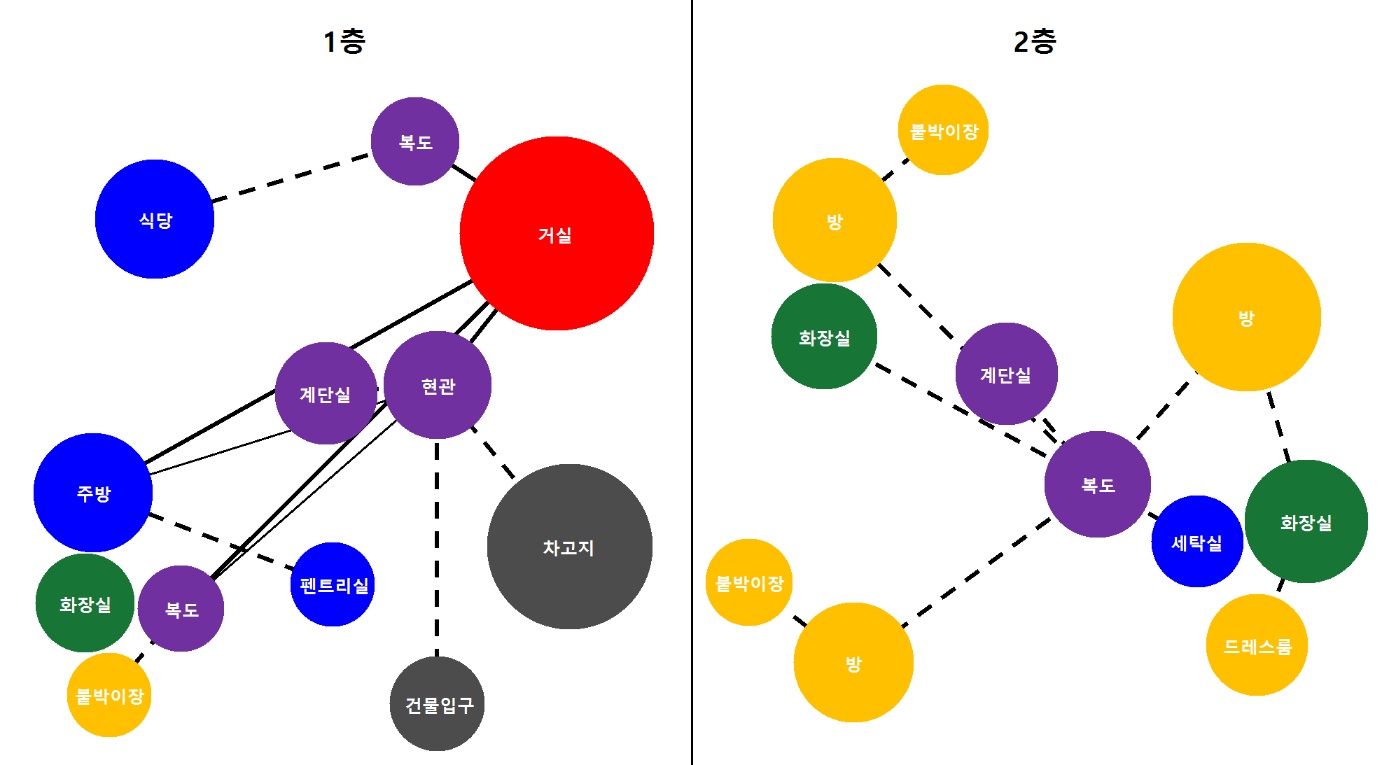 1층
복도
식당
거실
계단실
현관
주방
차고지
펜트리실
화장실
복도
붙박이장
건물입구
2층
붙박이장
방
화장실
방
계단실
복도
화장실
세탁실
붙박이장
드레스룸
방